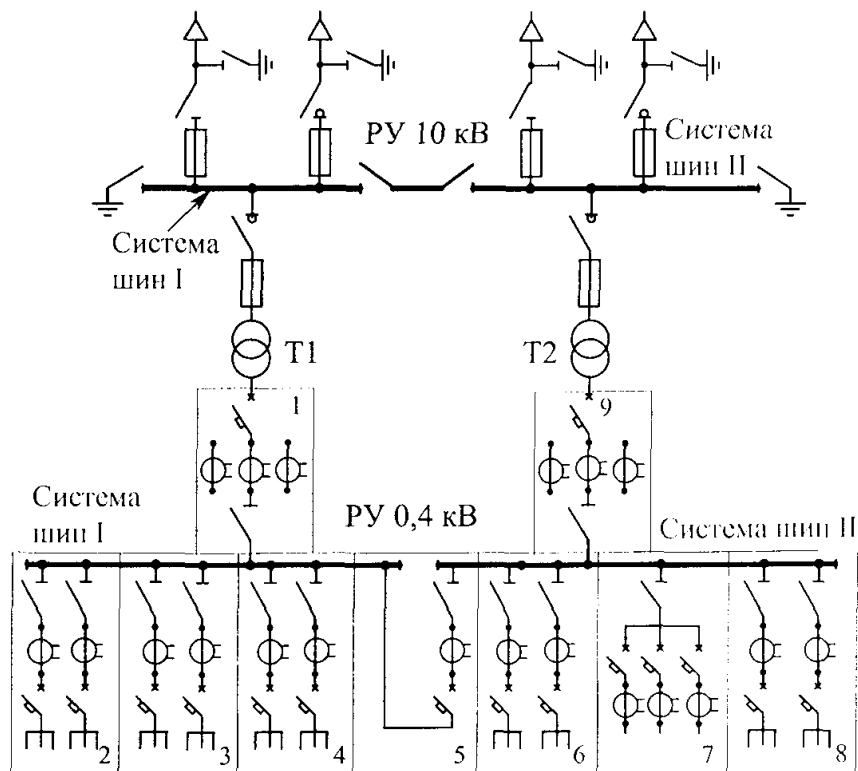 РУ 10 кВ
Система
шин II
Система
шин I
Т1
Т2
1
9
Система
шин I
РУ 0,4 кВ
Система шин II
2
3
4
5
6
7
8